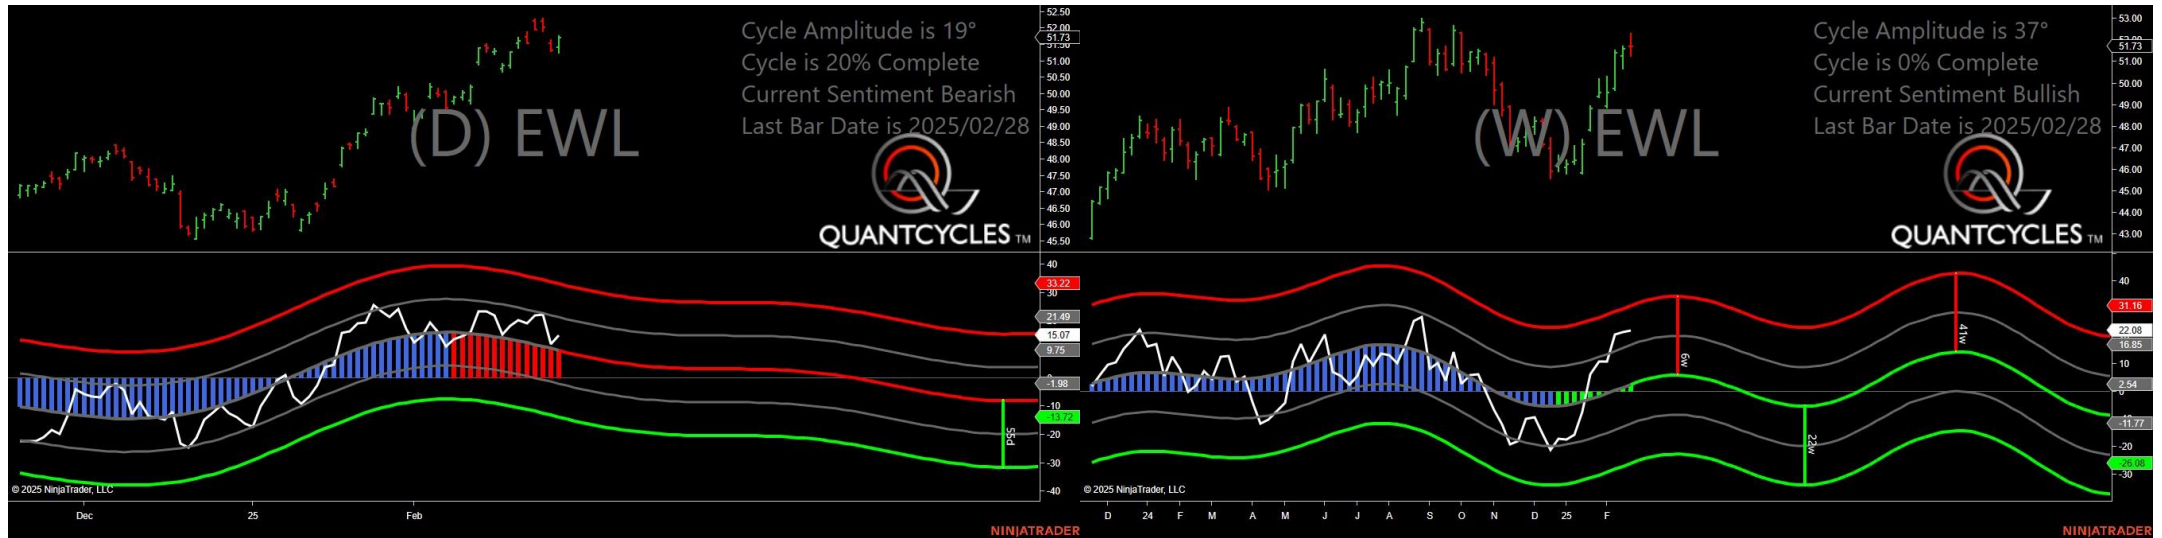 Cycle Amplitude is 19°
Cycle is 20% Complete
Current Sentiment Bearish
Last Bar Date is 2025/02/28
(D) EWL
QUANTCYCLES TM
52.50
52.00
51.73
51.50
51.00
50.50
50.00
49.50
49.00
48.50
48.00
47.50
47.00
46.50
46.00
45.50
40
33.22
30
21.49
15.07
9.75
-1.98
-10
-13.72
-20
-30
-40
55d
© 2025 NinjaTrader, LLC
Dec
25
Feb
NINJATRADER
Cycle Amplitude is 37°
Cycle is 0% Complete
Current Sentiment Bullish
Last Bar Date is 2025/02/28
(W) EWL
QUANTCYCLES TM
53.00
51.73
51.00
50.00
49.00
48.00
47.00
46.00
45.00
44.00
43.00
40
31.16
22.08
16.85
10
2.54
-11.77
-20
-26.08
-30
6w
22w
41w
© 2025 NinjaTrader, LLC
D
24
F
M
A
M
J
J
A
S
O
N
D
25
F
NINJATRADER